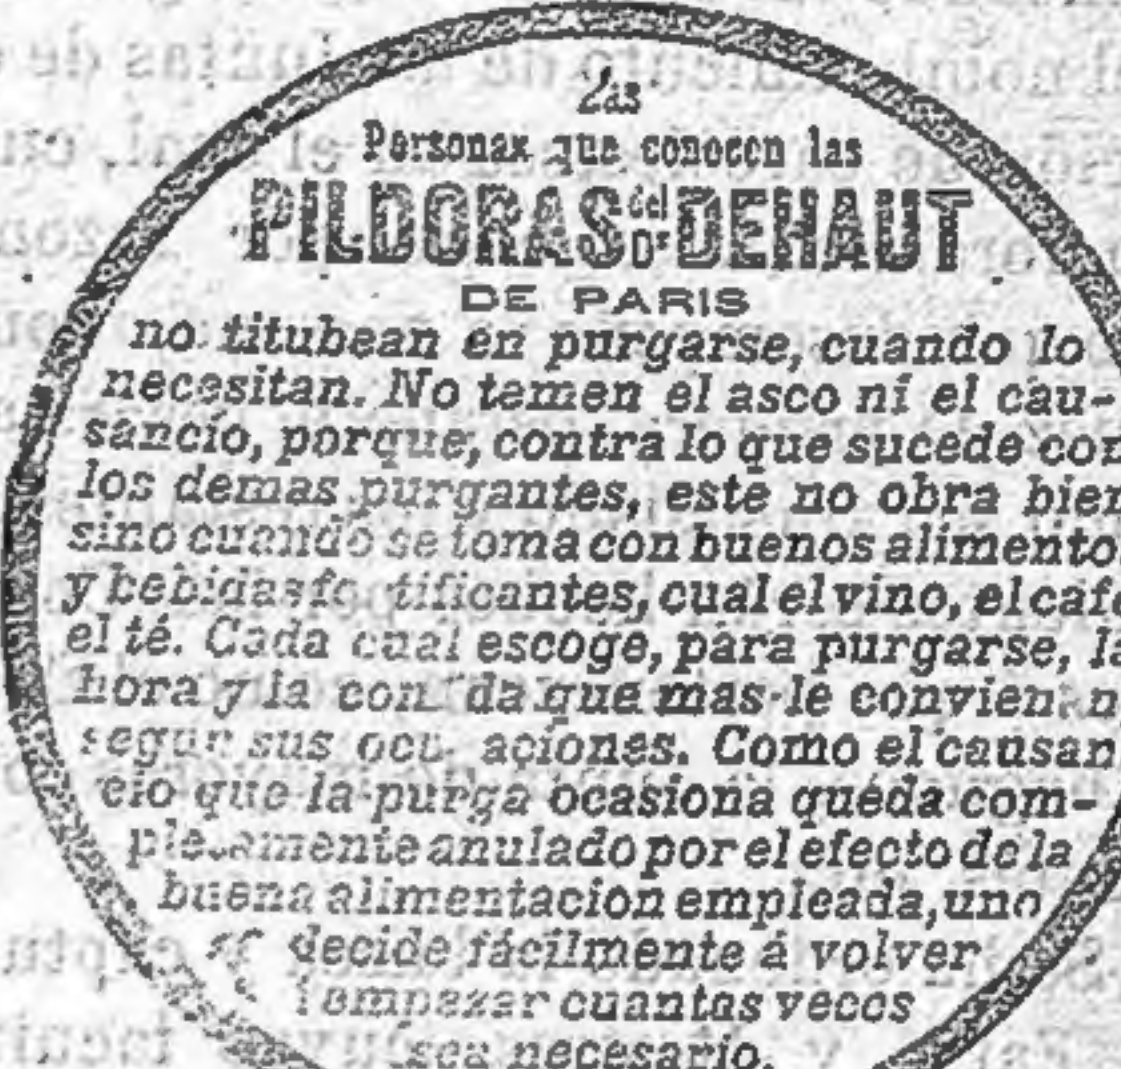 Las
Personas que conocen las
PILDORAS del Dr DEHAUT
DE PARIS
no titubean en purgarse, cuando lo
necesitan. No temen el asco ni el cau-
sancio, porque, contra lo que sucede con
los demas purgantes, este no obra bien
sino cuando se toma con buenos alimentos
y bebidas fortificantes, cual el vino, el café
el té. Cada cual escoge, para purgarse, la
hora y la comida que mas le convienen
segun sus ocupaciones. Como el causan
cio que la purga ocasiona queda com-
pletamente anulado por el efecto de la
buena alimentacion empleada, uno
se decide fácilmente á volver
á empezar cuantas veces
sea necesario.